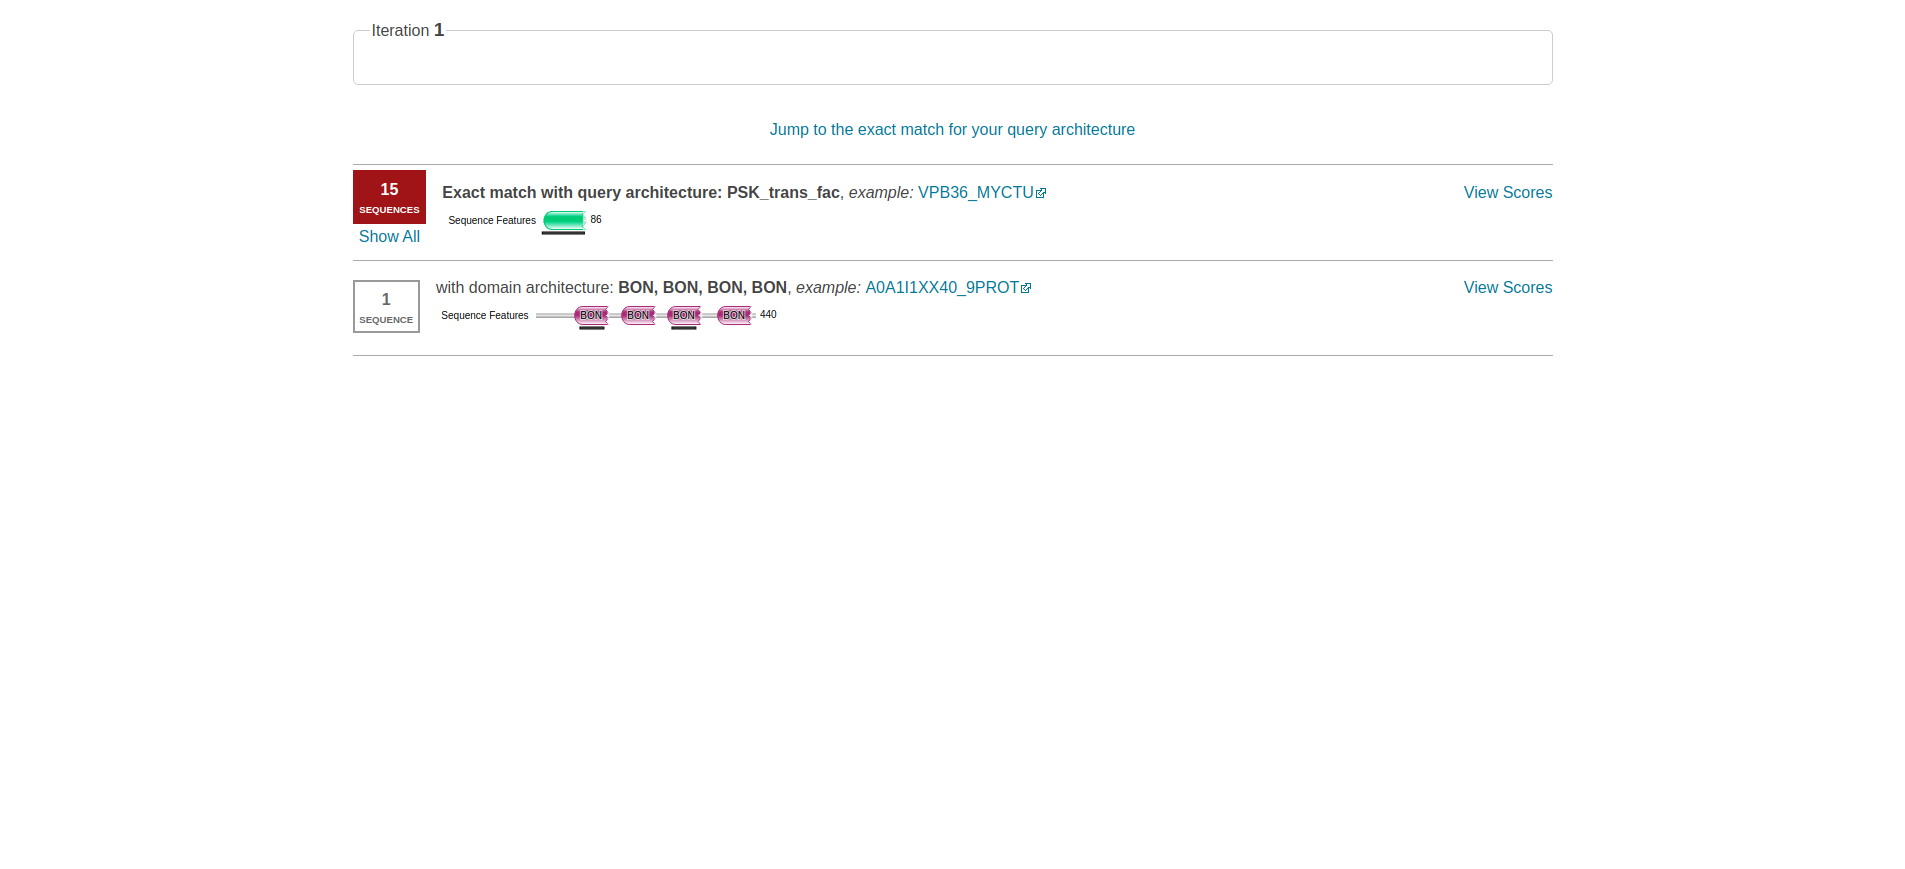 Iteration 1
Jump to the exact match for your query architecture
15
SEQUENCES
Show All
Exact match with query architecture: PSK_trans_fac, example: VPB36_MYCTU
View Scores
Sequence Features
86
1
SEQUENCE
with domain architecture: BON, BON, BON, BON, example: A0A1I1XX40_9PROT
View Scores
Sequence Features
BON BON BON BON
440